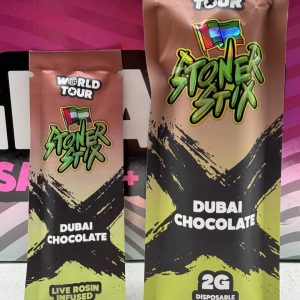 WORLD
TOUR
STONER
STIX
DUBAI
CHOCOLATE
LIVE ROSIN
INFUSED
TOUR
STONER
STIX
DUBAI
CHOCOLATE
2G
DISPOSABLE